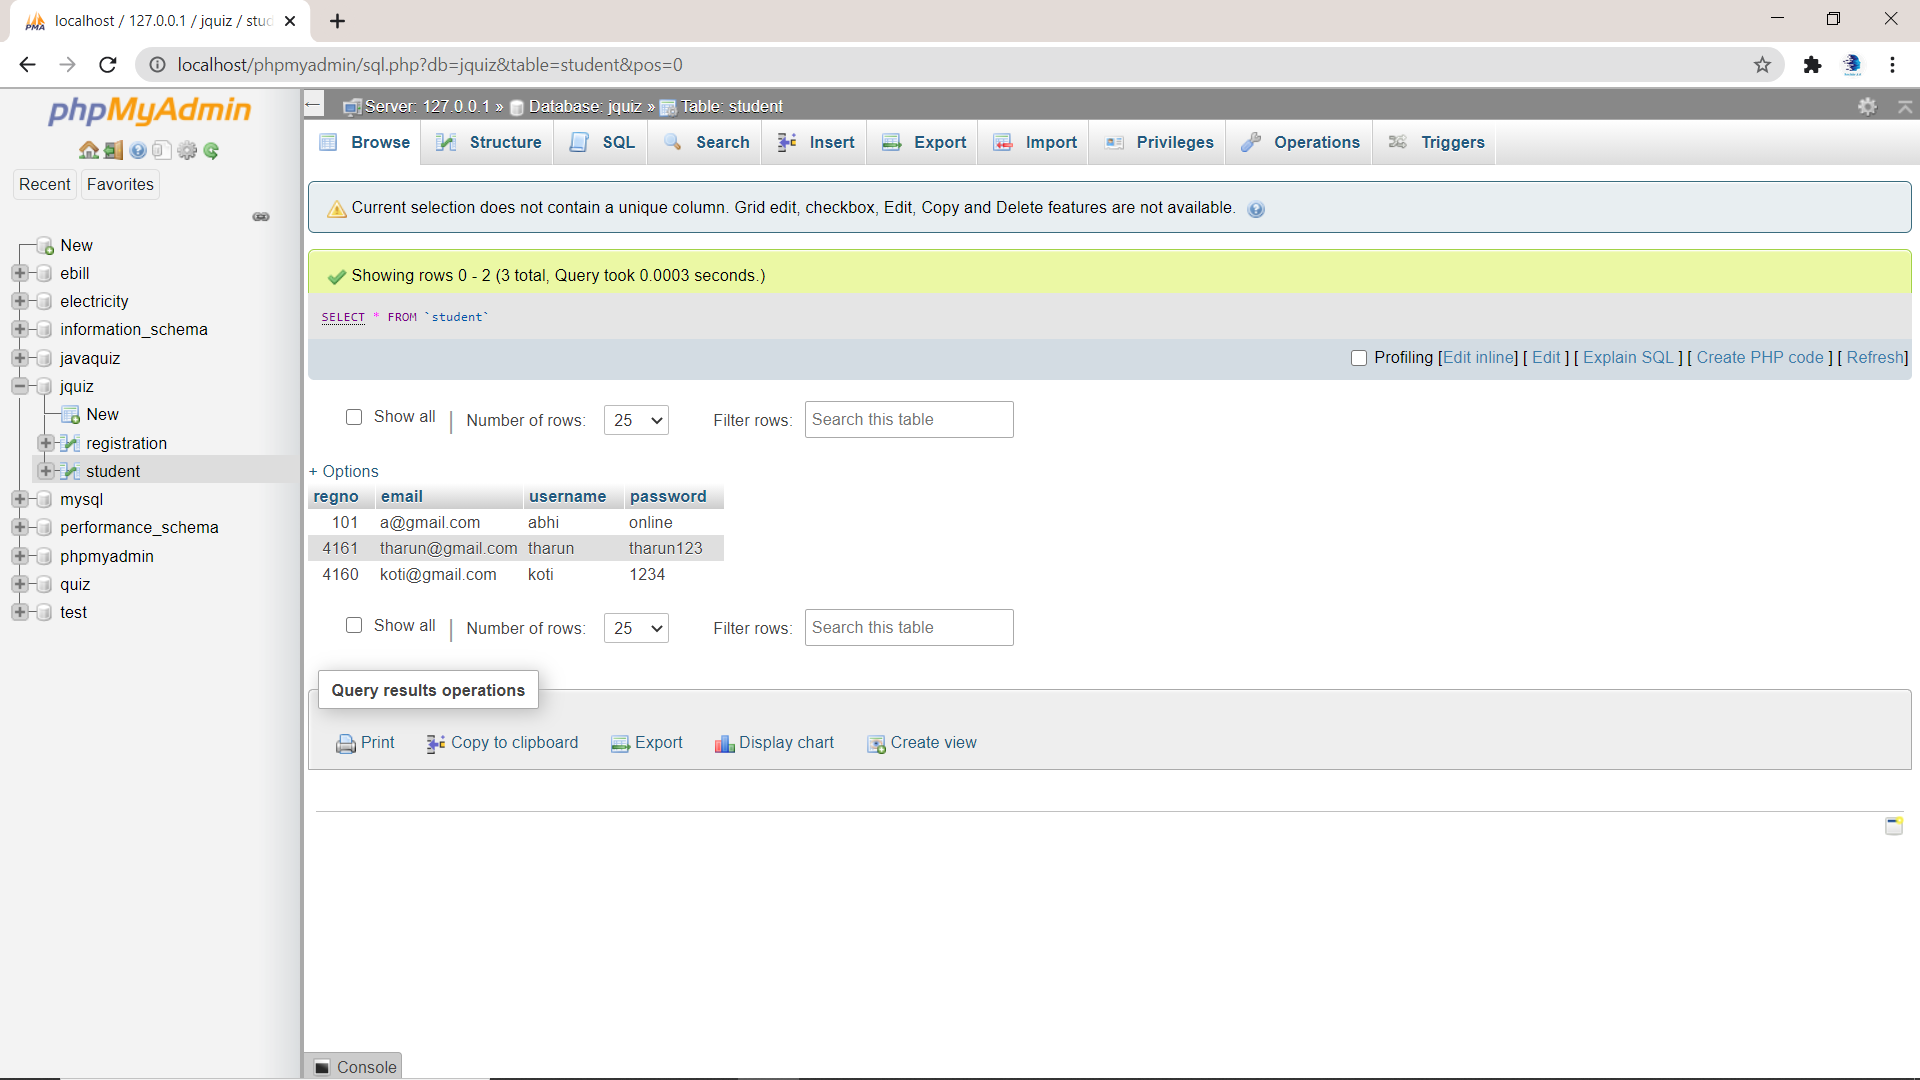 localhost / 127.0.0.1 / jquiz / stud
localhost/phpmyadmin/sql.php?db=jquiz&table=student&pos=0
phpMyAdmin
Recent Favorites
New
ebill
electricity
information_schema
javaquiz
jquiz
New
registration
student
mysql
performance_schema
phpmyadmin
quiz
test
Server: 127.0.0.1 » Database: jquiz » Table: student
Browse Structure SQL Search Insert Export Import Privileges Operations Triggers
Current selection does not contain a unique column. Grid edit, checkbox, Edit, Copy and Delete features are not available.
Showing rows 0 - 2 (3 total, Query took 0.0003 seconds.)
SELECT * FROM `student`
Profiling [Edit inline] [ Edit ] [ Explain SQL ] [ Create PHP code ] [ Refresh]
Show all | Number of rows: 25 Filter rows: Search this table
+ Options
regno email username password
101 a@gmail.com abhi online
4161 tharun@gmail.com tharun tharun123
4160 koti@gmail.com koti 1234
Show all | Number of rows: 25 Filter rows: Search this table
Query results operations
Print Copy to clipboard Export Display chart Create view
Console